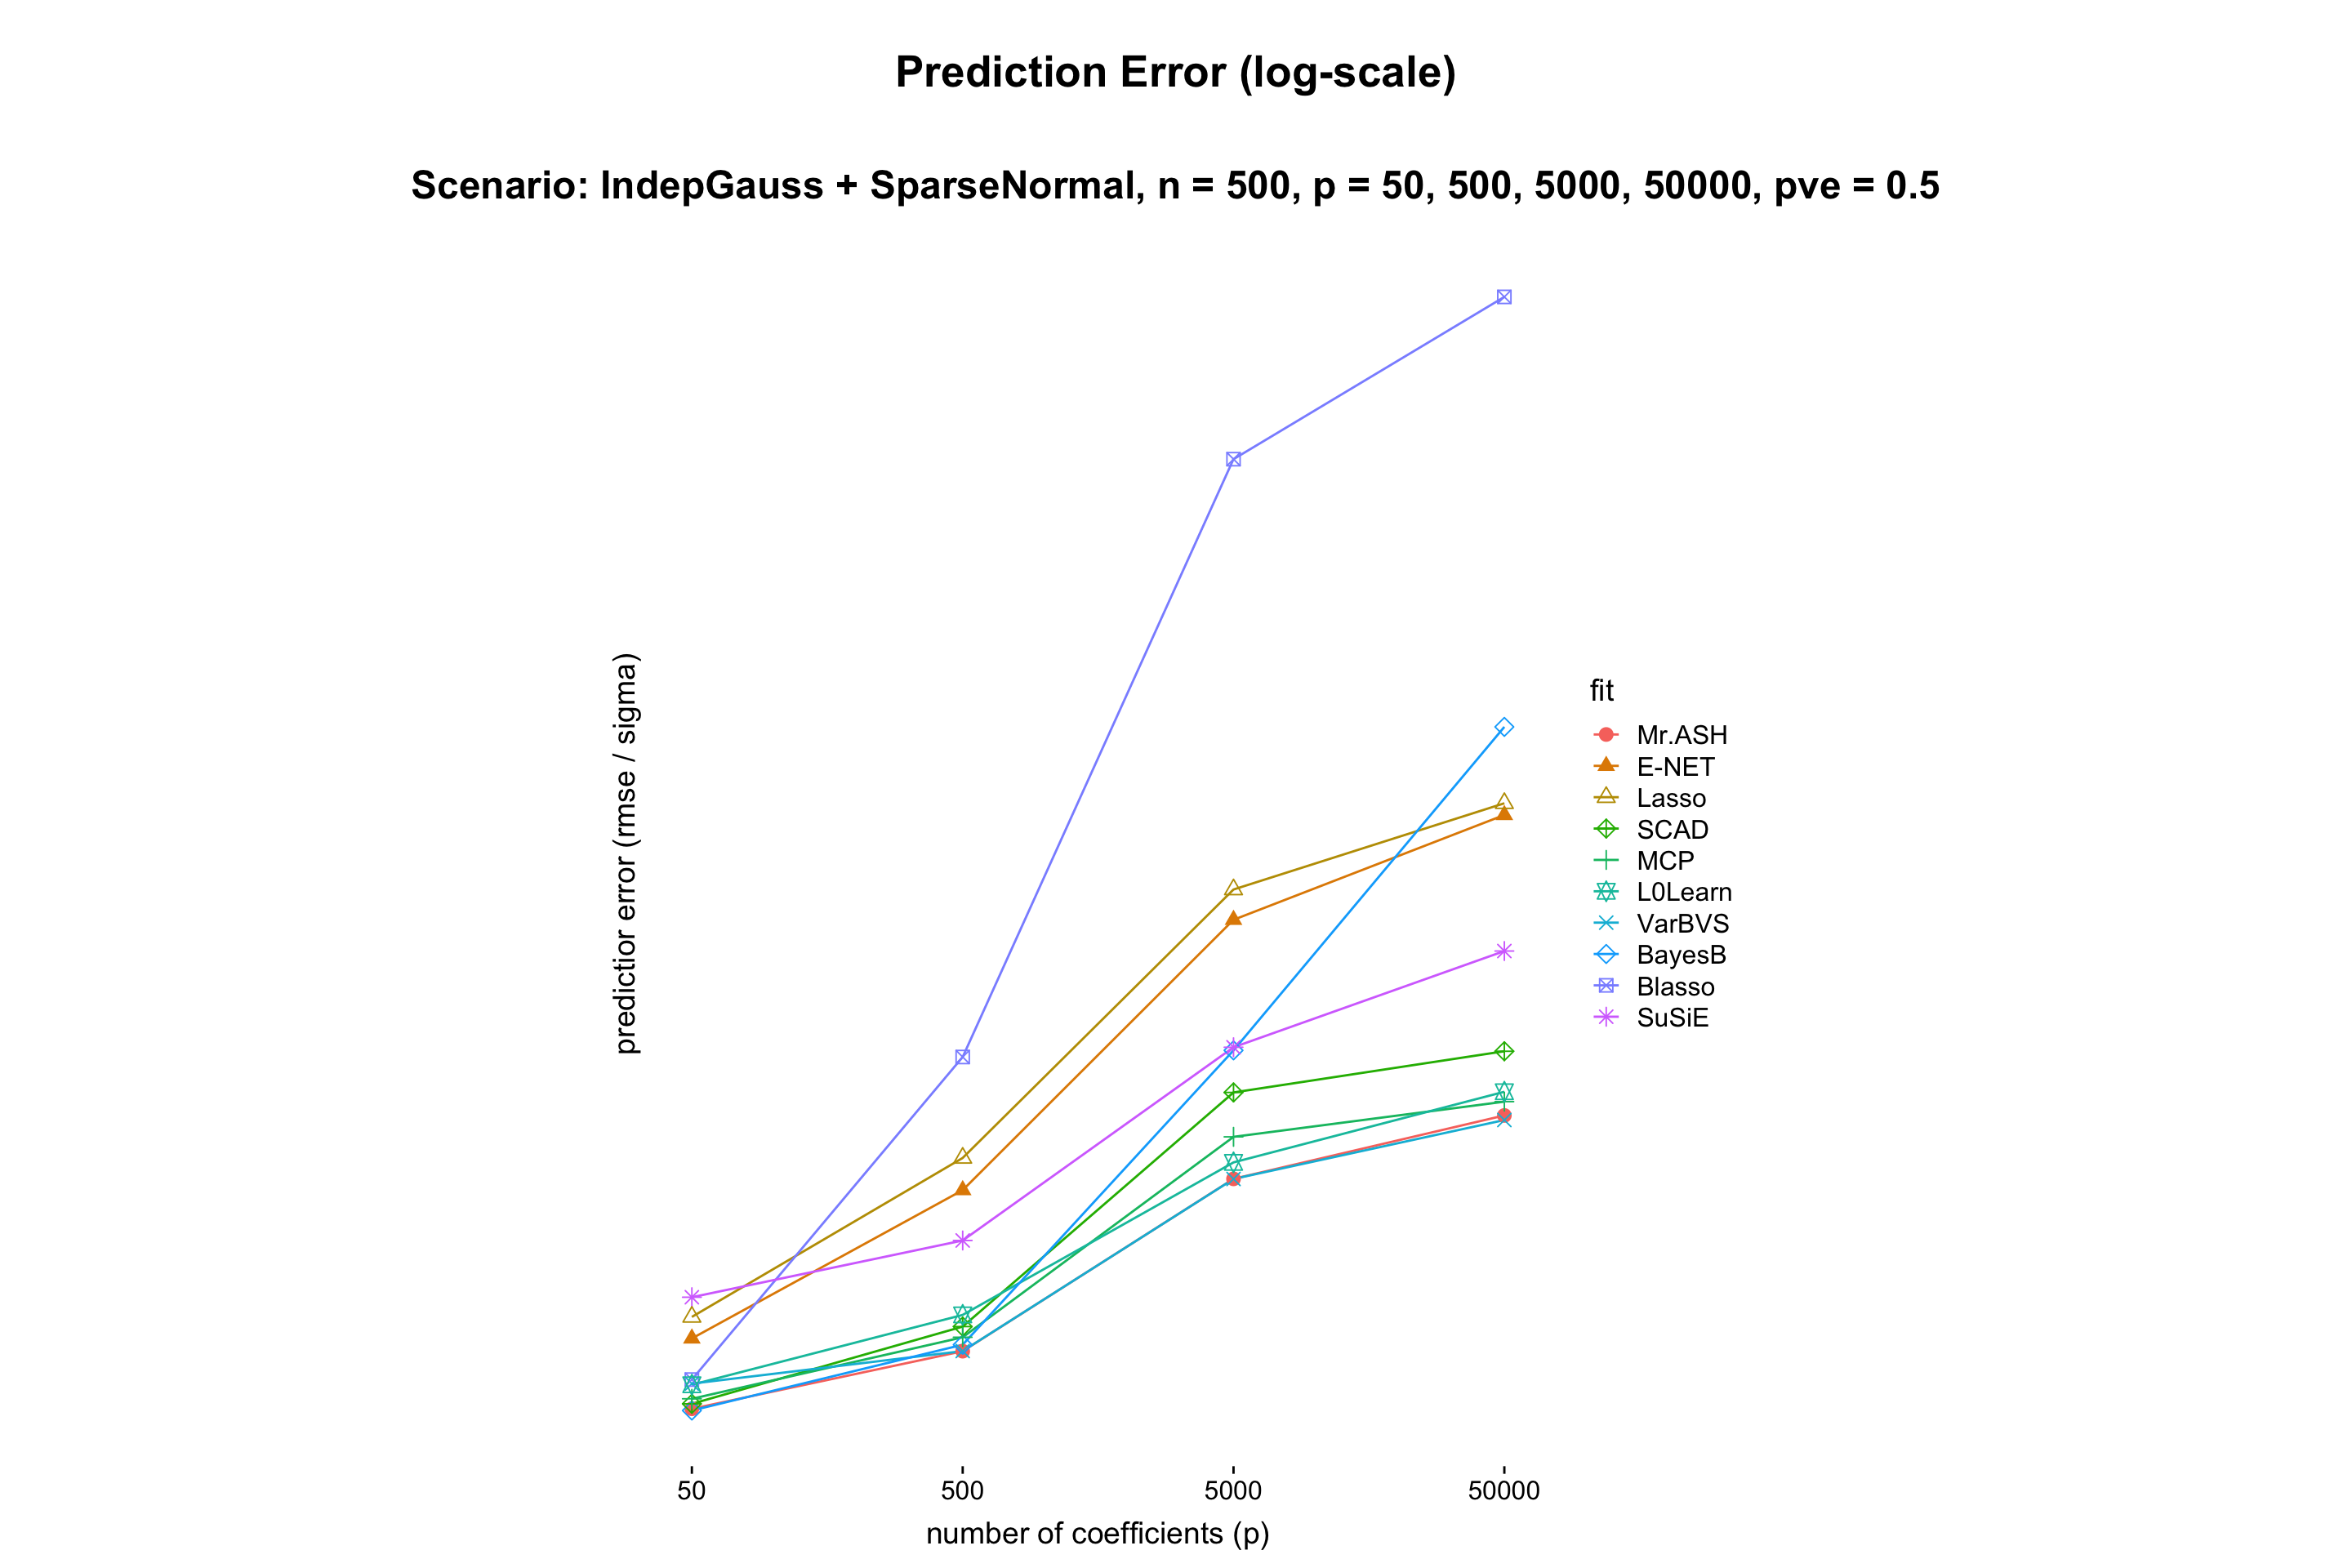 Prediction Error (log-scale)
Scenario: IndepGauss + SparseNormal, n = 500, p = 50, 500, 5000, 50000, pve = 0.5
predictior error (rmse / sigma)
fit
Mr.ASH
E-NET
Lasso
SCAD
MCP
L0Learn
VarBVS
BayesB
Blasso
SuSiE
50 500 5000 50000
number of coefficients (p)